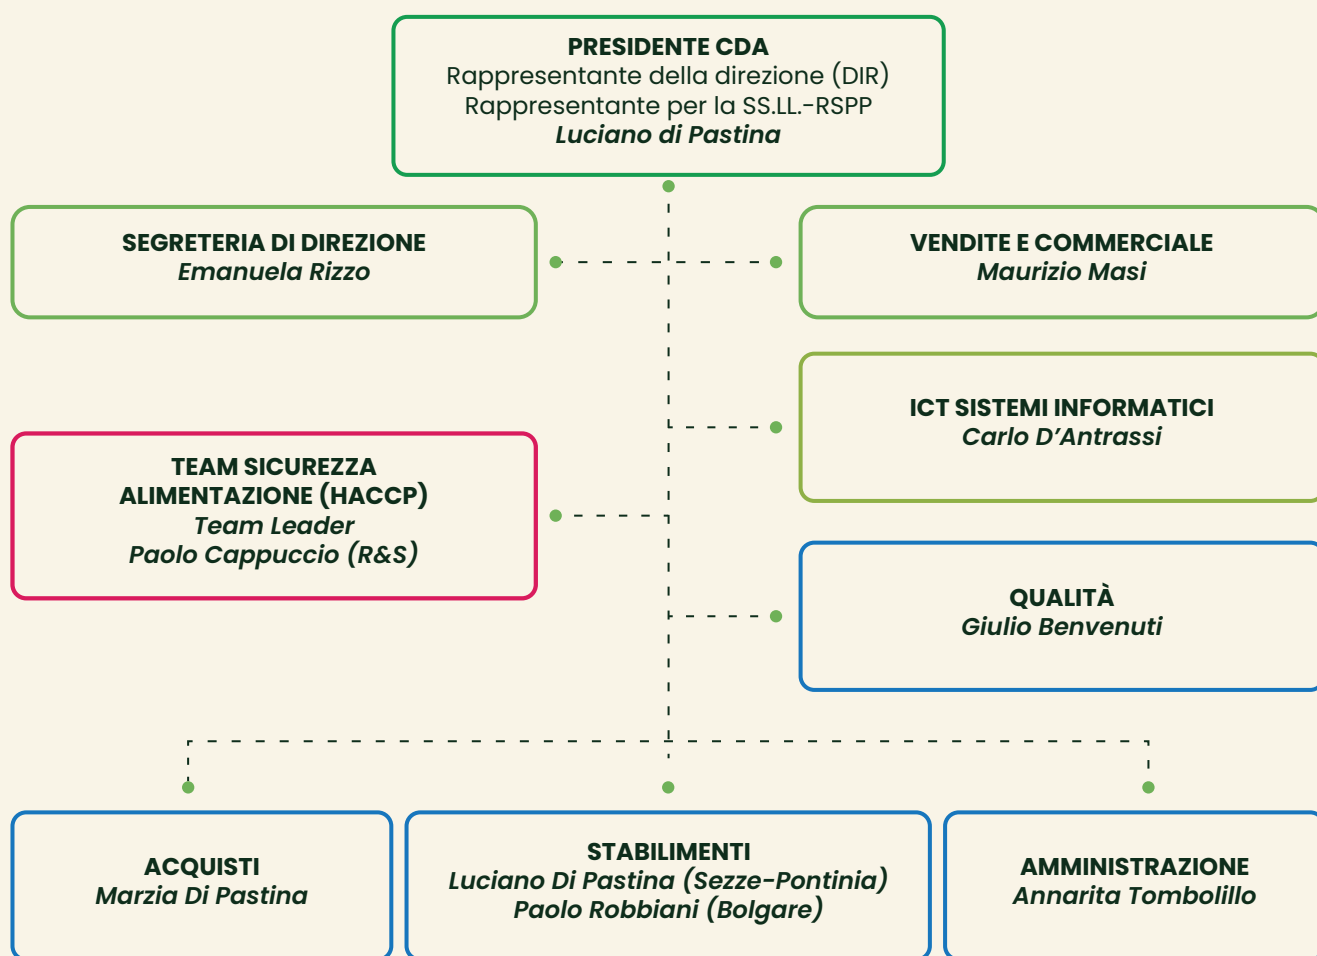 PRESIDENTE CDA
Rappresentante della direzione (DIR)
Rappresentante per la SS.LL.-RSPP
Luciano di Pastina
SEGRETERIA DI DIREZIONE
Emanuela Rizzo
VENDITE E COMMERCIALE
Maurizio Masi
ICT SISTEMI INFORMATICI
Carlo D’Antrassi
TEAM SICUREZZA
ALIMENTAZIONE (HACCP)
Team Leader
Paolo Cappuccio (R&S)
QUALITÀ
Giulio Benvenuti
ACQUISTI
Marzia Di Pastina
STABILIMENTI
Luciano Di Pastina (Sezze-Pontinia)
Paolo Robbiani (Bolgare)
AMMINISTRAZIONE
Annarita Tombolillo